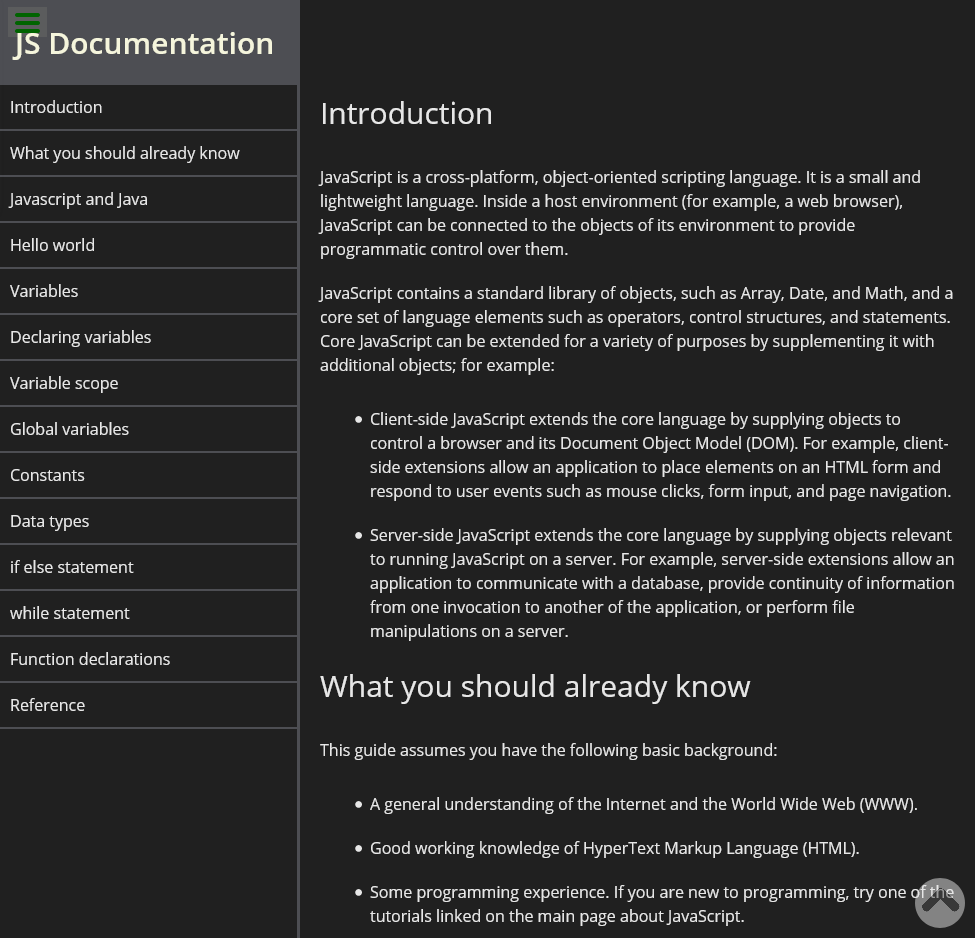 JS Documentation
Introduction
What you should already know
Javascript and Java
Hello world
Variables
Declaring variables
Variable scope
Global variables
Constants
Data types
if else statement
while statement
Function declarations
Reference
Introduction
JavaScript is a cross-platform, object-oriented scripting language. It is a small and
lightweight language. Inside a host environment (for example, a web browser),
JavaScript can be connected to the objects of its environment to provide
programmatic control over them.
JavaScript contains a standard library of objects, such as Array, Date, and Math, and a
core set of language elements such as operators, control structures, and statements.
Core JavaScript can be extended for a variety of purposes by supplementing it with
additional objects; for example:
• Client-side JavaScript extends the core language by supplying objects to
control a browser and its Document Object Model (DOM). For example, client-
side extensions allow an application to place elements on an HTML form and
respond to user events such as mouse clicks, form input, and page navigation.
• Server-side JavaScript extends the core language by supplying objects relevant
to running JavaScript on a server. For example, server-side extensions allow an
application to communicate with a database, provide continuity of information
from one invocation to another of the application, or perform file
manipulations on a server.
What you should already know
This guide assumes you have the following basic background:
• A general understanding of the Internet and the World Wide Web (WWW).
• Good working knowledge of HyperText Markup Language (HTML).
• Some programming experience. If you are new to programming, try one of the
tutorials linked on the main page about JavaScript.